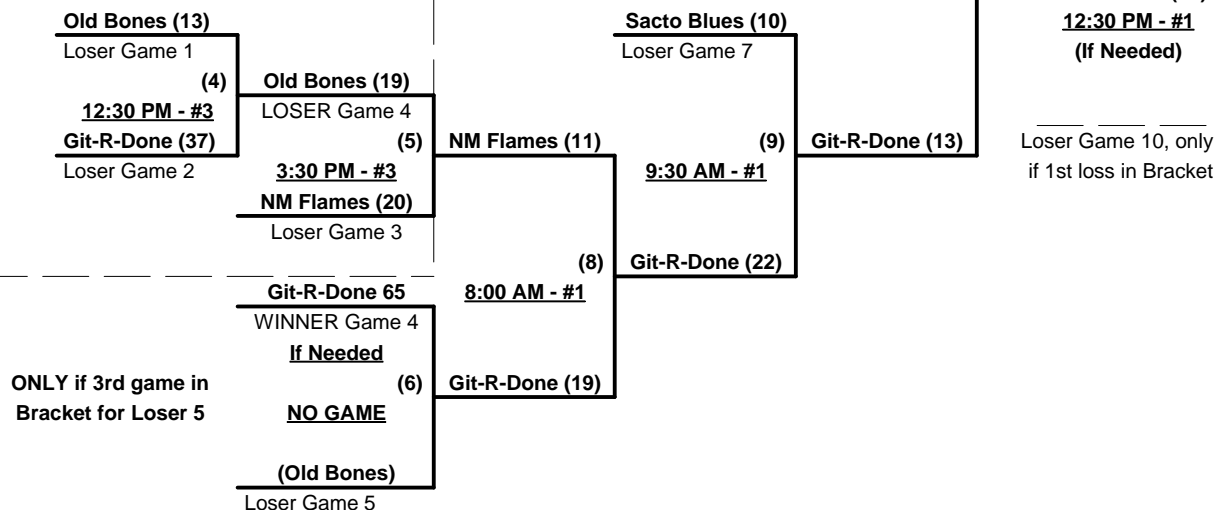 Old Bones (13)
Loser Game 1
(4)
12:30 PM - #3
Git-R-Done (37)
Loser Game 2
Old Bones (19)
LOSER Game 4
(5)
3:30 PM - #3
NM Flames (20)
Loser Game 3
Git-R-Done 65
WINNER Game 4
If Needed
(6)
NO GAME
(Old Bones)
Loser Game 5
ONLY if 3rd game in
Bracket for Loser 5
NM Flames (11)
(8)
8:00 AM - #1
Git-R-Done (19)
Sacto Blues (10)
Loser Game 7
(9)
9:30 AM - #1
Git-R-Done (22)
Git-R-Done (13)
12:30 PM - #1
(If Needed)
Loser Game 10, only
if 1st loss in Bracket